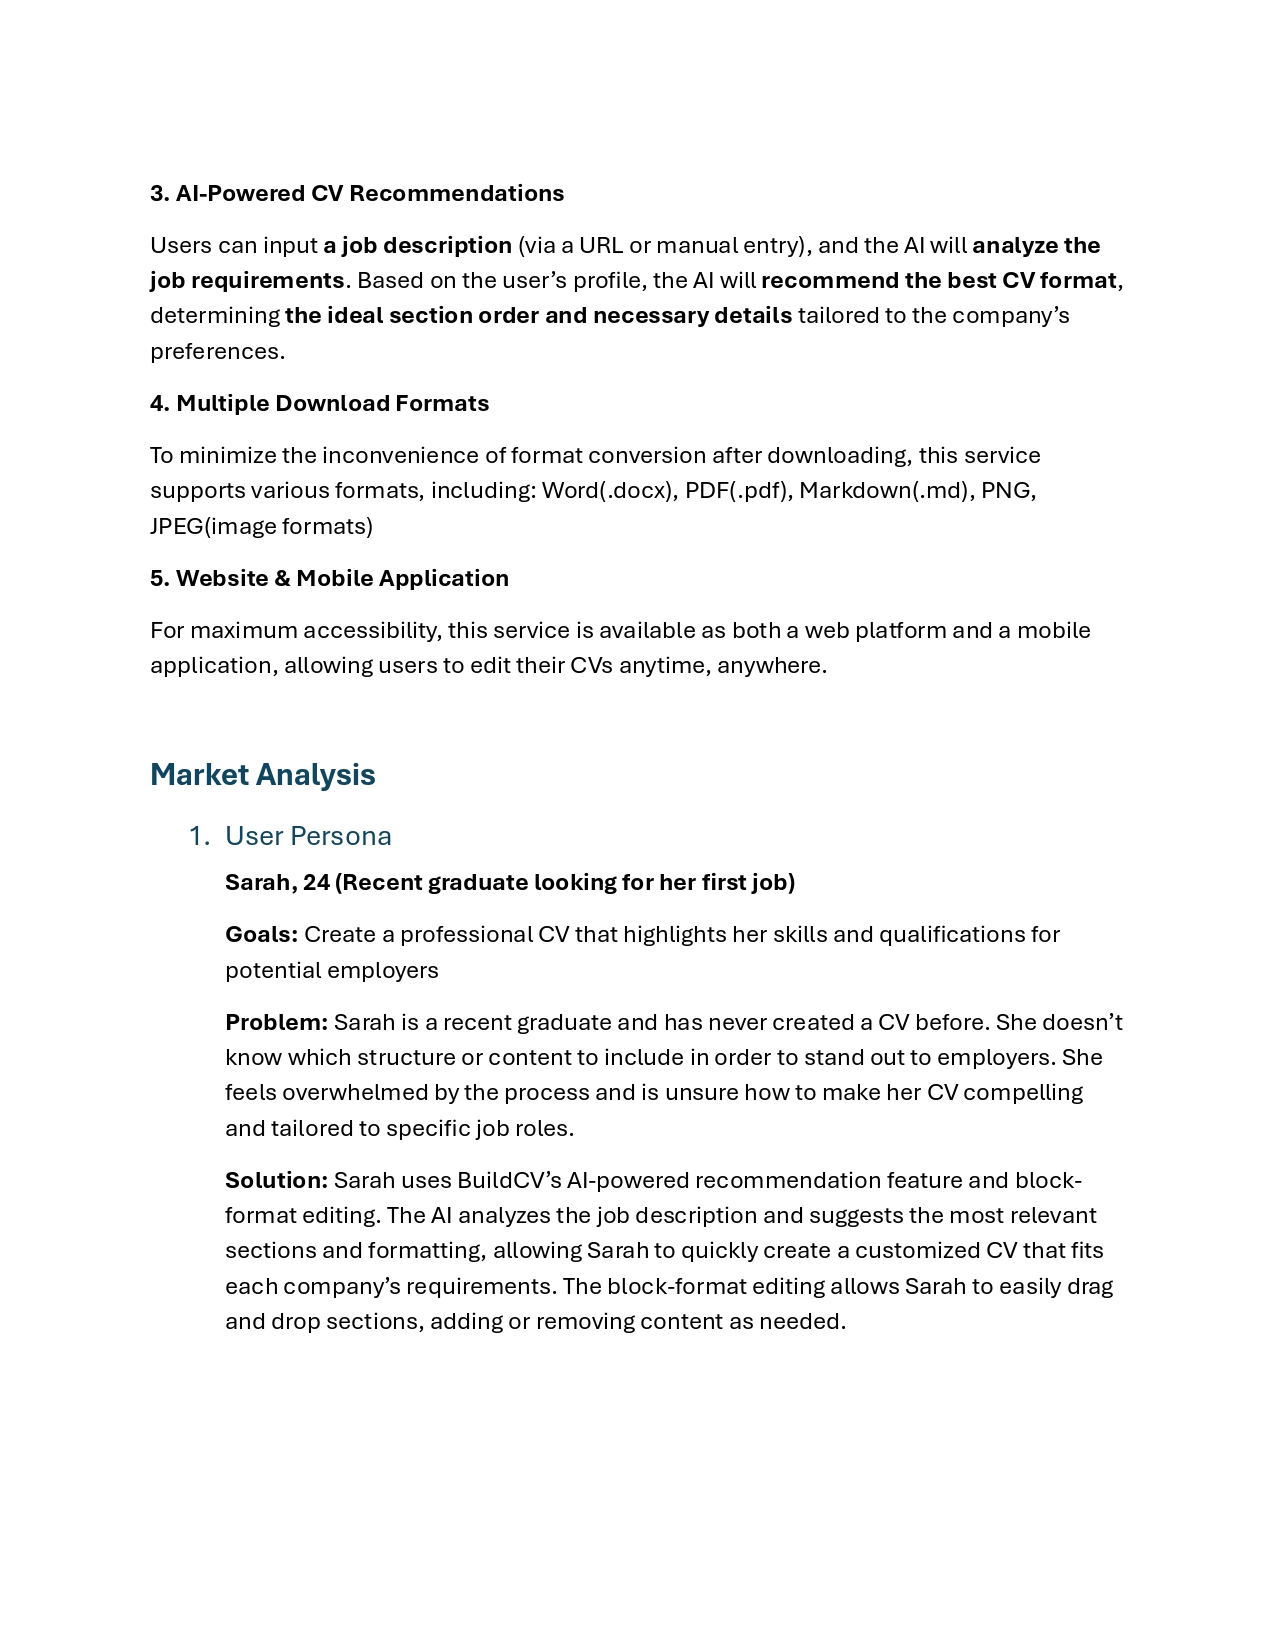 3. AI-Powered CV Recommendations
Users can input a job description (via a URL or manual entry), and the AI will analyze the
job requirements. Based on the user’s profile, the AI will recommend the best CV format,
determining the ideal section order and necessary details tailored to the company’s
preferences.
4. Multiple Download Formats
To minimize the inconvenience of format conversion after downloading, this service
supports various formats, including: Word(.docx), PDF(.pdf), Markdown(.md), PNG,
JPEG(image formats)
5. Website & Mobile Application
For maximum accessibility, this service is available as both a web platform and a mobile
application, allowing users to edit their CVs anytime, anywhere.
Market Analysis
1. User Persona
Sarah, 24 (Recent graduate looking for her first job)
Goals: Create a professional CV that highlights her skills and qualifications for
potential employers
Problem: Sarah is a recent graduate and has never created a CV before. She doesn’t
know which structure or content to include in order to stand out to employers. She
feels overwhelmed by the process and is unsure how to make her CV compelling
and tailored to specific job roles.
Solution: Sarah uses BuildCV’s AI-powered recommendation feature and block-
format editing. The AI analyzes the job description and suggests the most relevant
sections and formatting, allowing Sarah to quickly create a customized CV that fits
each company’s requirements. The block-format editing allows Sarah to easily drag
and drop sections, adding or removing content as needed.